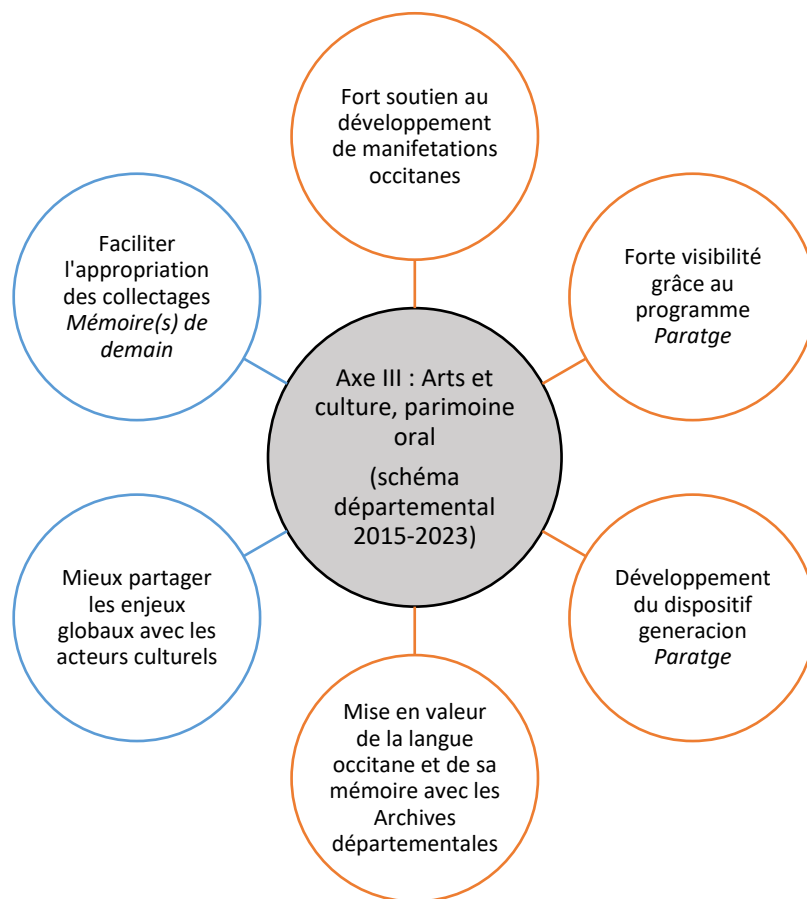 Fort soutien au
développement
de manifetations
occitanes
Faciliter
l'appropriation
des collectages
Mémoire(s) de
demain
Forte visibilité
grâce au
programme
Paratge
Axe III : Arts et
culture, parimoine
oral
(schéma
départemental
2015-2023)
Mieux partager
les enjeux
globaux avec les
acteurs culturels
Développement
du dispositif
generacion
Paratge
Mise en valeur
de la langue
occitane et de sa
mémoire avec les
Archives
départementales